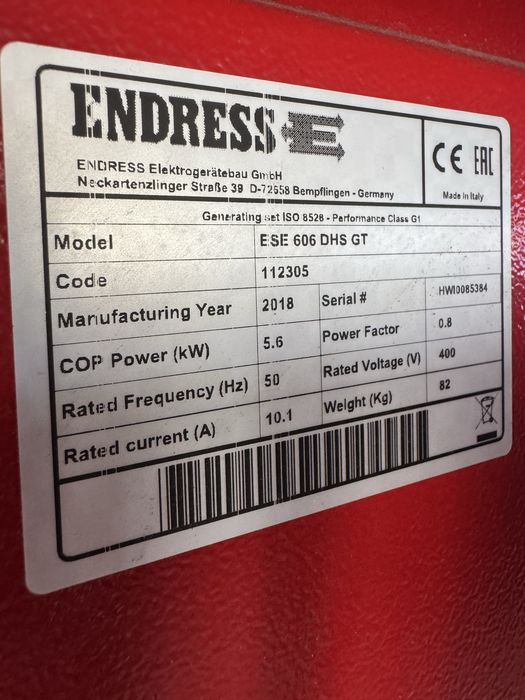 ENDRESS E
ENDRESS Elektrogerätebau GmbH
Neckartenzlinger Straße 39 D-72658 Bempflingen - Germany
CE EAC
Made in Italy
Generating set ISO 8528 - Performance Class G1
Model ESE 606 DHS GT
Code 112305
Manufacturing Year 2018 Serial # HWI0085384
COP Power (kW) 5.6 Power Factor 0.8
Rated Frequency (Hz) 50 Rated Voltage (V) 400
Rated current (A) 10.1 Weight (Kg) 82